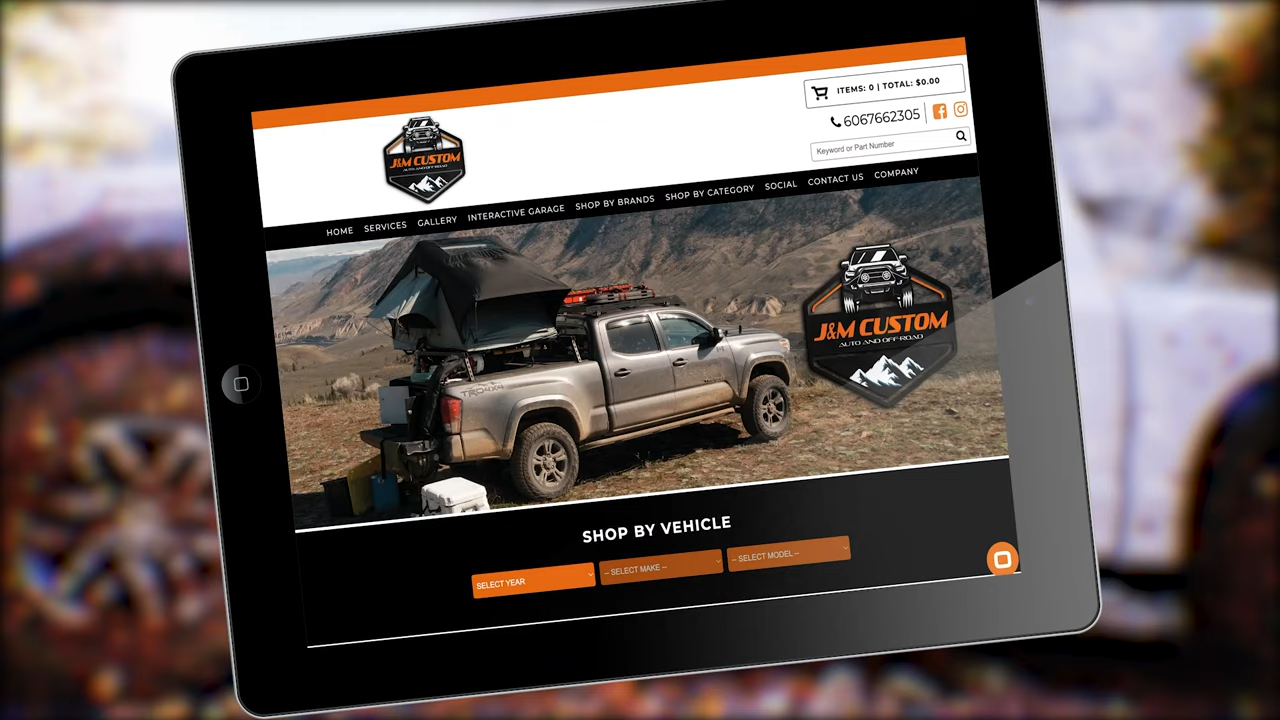 ITEMS: 0 | TOTAL: $0.00
6067662305
Keyword or Part Number
J&M CUSTOM
AUTO AND OFF-ROAD
HOME SERVICES GALLERY INTERACTIVE GARAGE SHOP BY BRANDS SHOP BY CATEGORY SOCIAL CONTACT US COMPANY
J&M CUSTOM
AUTO AND OFF-ROAD
TRD 4X4
SHOP BY VEHICLE
SELECT YEAR
-- SELECT MAKE --
-- SELECT MODEL --